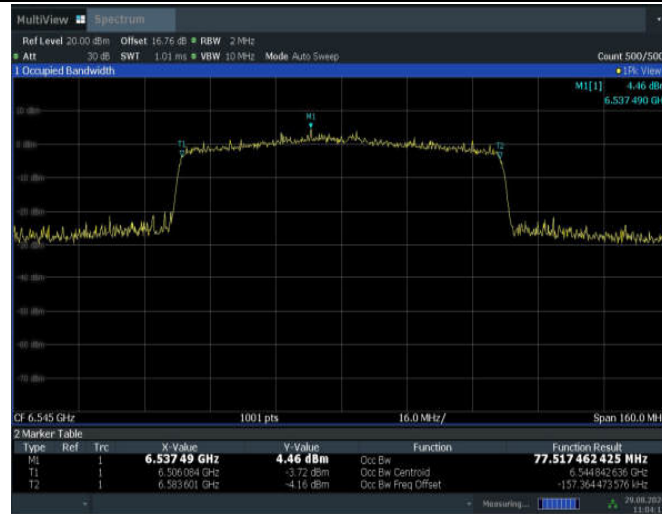 MultiView Spectrum
Ref Level 20.00 dBm Offset 16.76 dB RBW 2 MHz
Att 30 dB SWT 1.01 ms VBW 10 MHz Mode Auto Sweep Count 500/500
1 Occupied Bandwidth 1Pk View
M1[1] 4.46 dB
6.537 490 GH
10 dBm
M1
0 dBm
T1
T2
-10 dBm
-20 dBm
-30 dBm
-40 dBm
-50 dBm
-60 dBm
-70 dBm
CF 6.545 GHz 1001 pts 16.0 MHz/ Span 160.0 MH
2 Marker Table
Type Ref Trc X-Value Y-Value Function Function Result
M1 1 6.537 49 GHz 4.46 dBm Occ Bw 77.517 462 425 MHz
T1 1 6.506 084 GHz -3.72 dBm Occ Bw Centroid 6.544 842 636 GHz
T2 1 6.583 601 GHz -4.16 dBm Occ Bw Freq Offset -157.364 473 576 kHz
Measuring... 29.08.202
11:04:1